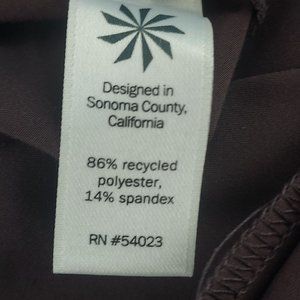 Designed in
Sonoma County,
California
86% recycled
polyester,
14% spandex
RN #54023